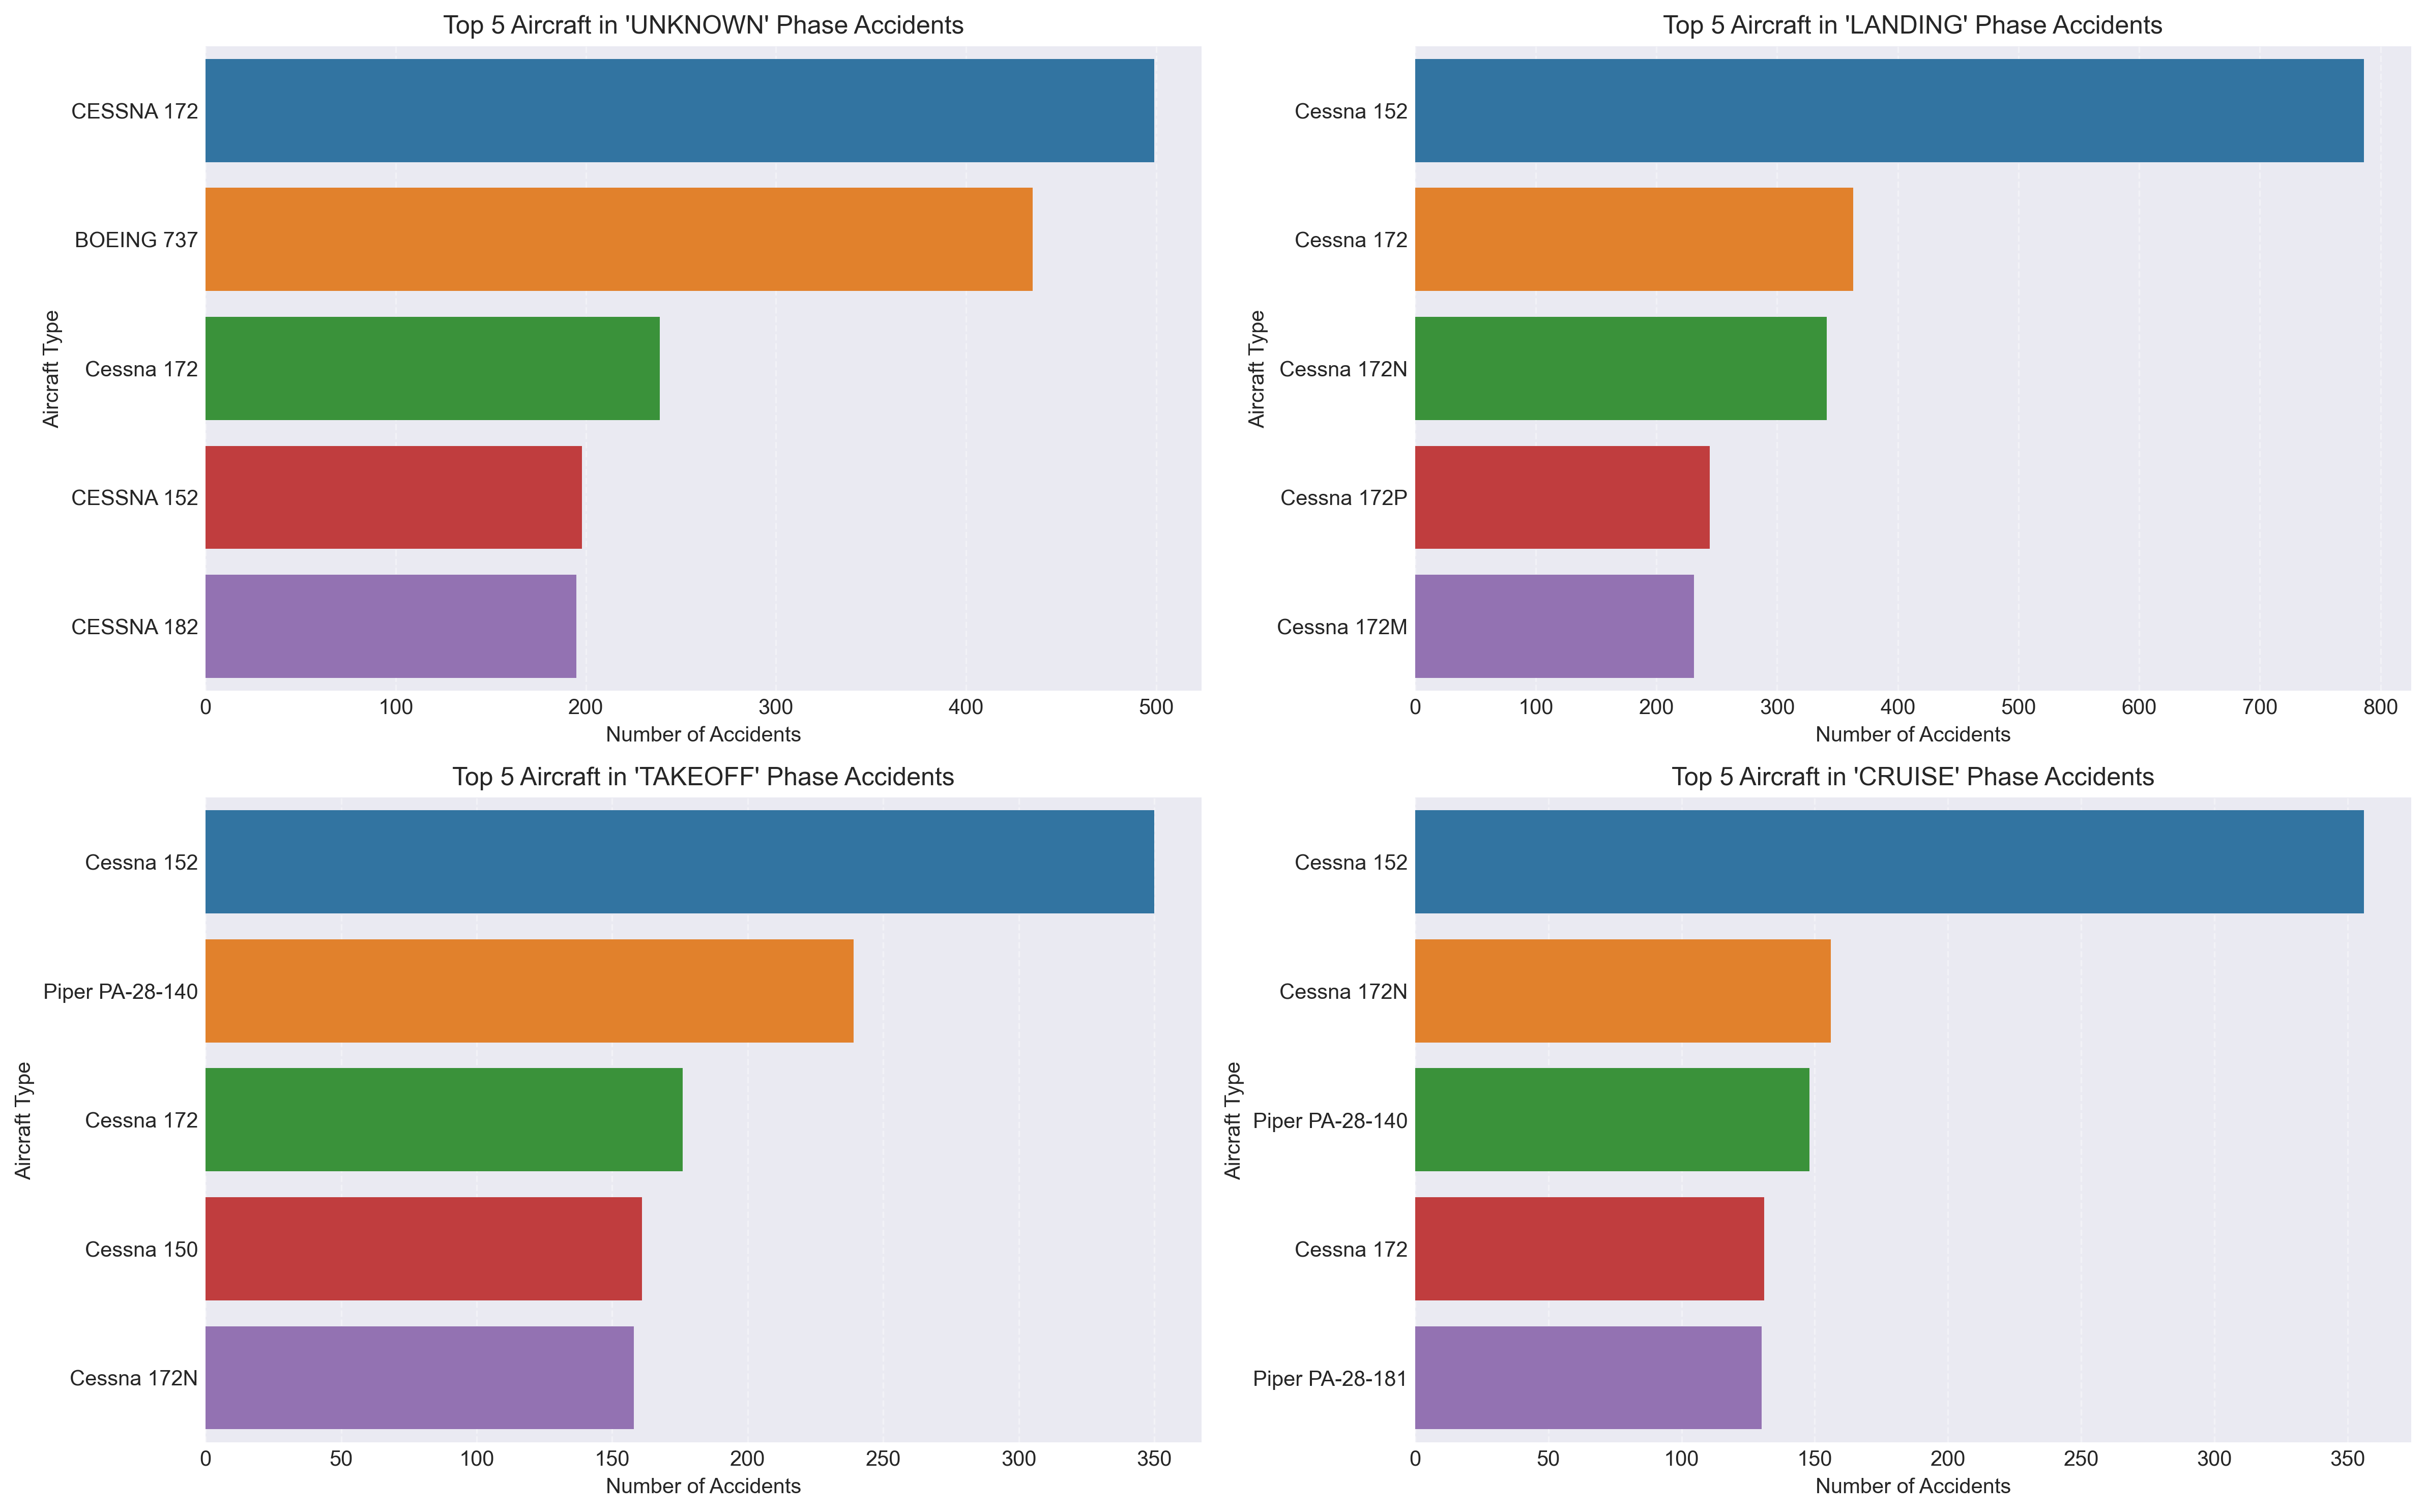 Top 5 Aircraft in 'UNKNOWN' Phase Accidents
Aircraft Type
CESSNA 172
BOEING 737
Cessna 172
CESSNA 152
CESSNA 182
0 100 200 300 400 500
Number of Accidents
Top 5 Aircraft in 'LANDING' Phase Accidents
Aircraft Type
Cessna 152
Cessna 172
Cessna 172N
Cessna 172P
Cessna 172M
0 100 200 300 400 500 600 700 800
Number of Accidents
Top 5 Aircraft in 'TAKEOFF' Phase Accidents
Aircraft Type
Cessna 152
Piper PA-28-140
Cessna 172
Cessna 150
Cessna 172N
0 50 100 150 200 250 300 350
Number of Accidents
Top 5 Aircraft in 'CRUISE' Phase Accidents
Aircraft Type
Cessna 152
Cessna 172N
Piper PA-28-140
Cessna 172
Piper PA-28-181
0 50 100 150 200 250 300 350
Number of Accidents